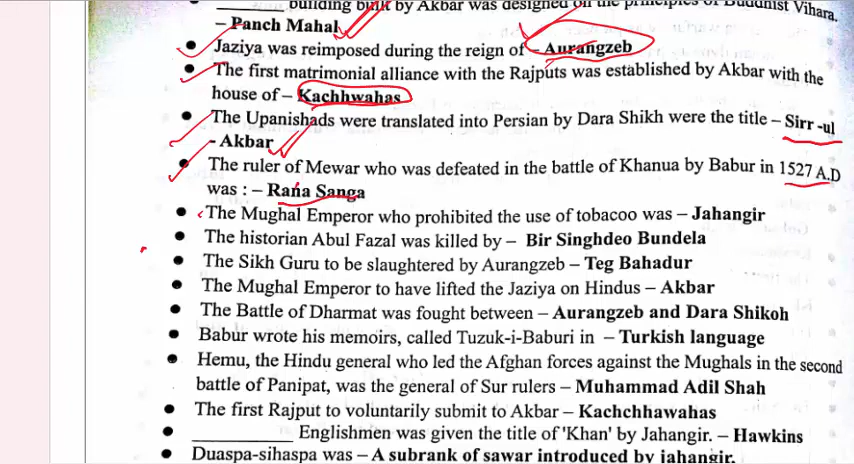 _______ building built by Akbar was designed on the principles of Buddhist Vihara.
– Panch Mahal
• Jaziya was reimposed during the reign of – Aurangzeb
• The first matrimonial alliance with the Rajputs was established by Akbar with the
house of – Kachhwahas
• The Upanishads were translated into Persian by Dara Shikh were the title – Sirr -ul
- Akbar
• The ruler of Mewar who was defeated in the battle of Khanua by Babur in 1527 A.D
was : – Rana Sanga
• The Mughal Emperor who prohibited the use of tobacoo was – Jahangir
• The historian Abul Fazal was killed by – Bir Singhdeo Bundela
• The Sikh Guru to be slaughtered by Aurangzeb – Teg Bahadur
• The Mughal Emperor to have lifted the Jaziya on Hindus – Akbar
• The Battle of Dharmat was fought between – Aurangzeb and Dara Shikoh
• Babur wrote his memoirs, called Tuzuk-i-Baburi in – Turkish language
• Hemu, the Hindu general who led the Afghan forces against the Mughals in the second
battle of Panipat, was the general of Sur rulers – Muhammad Adil Shah
• The first Rajput to voluntarily submit to Akbar – Kachchhawahas
• __________ Englishmen was given the title of 'Khan' by Jahangir. – Hawkins
• Duaspa-sihaspa was – A subrank of sawar introduced by jahangir.